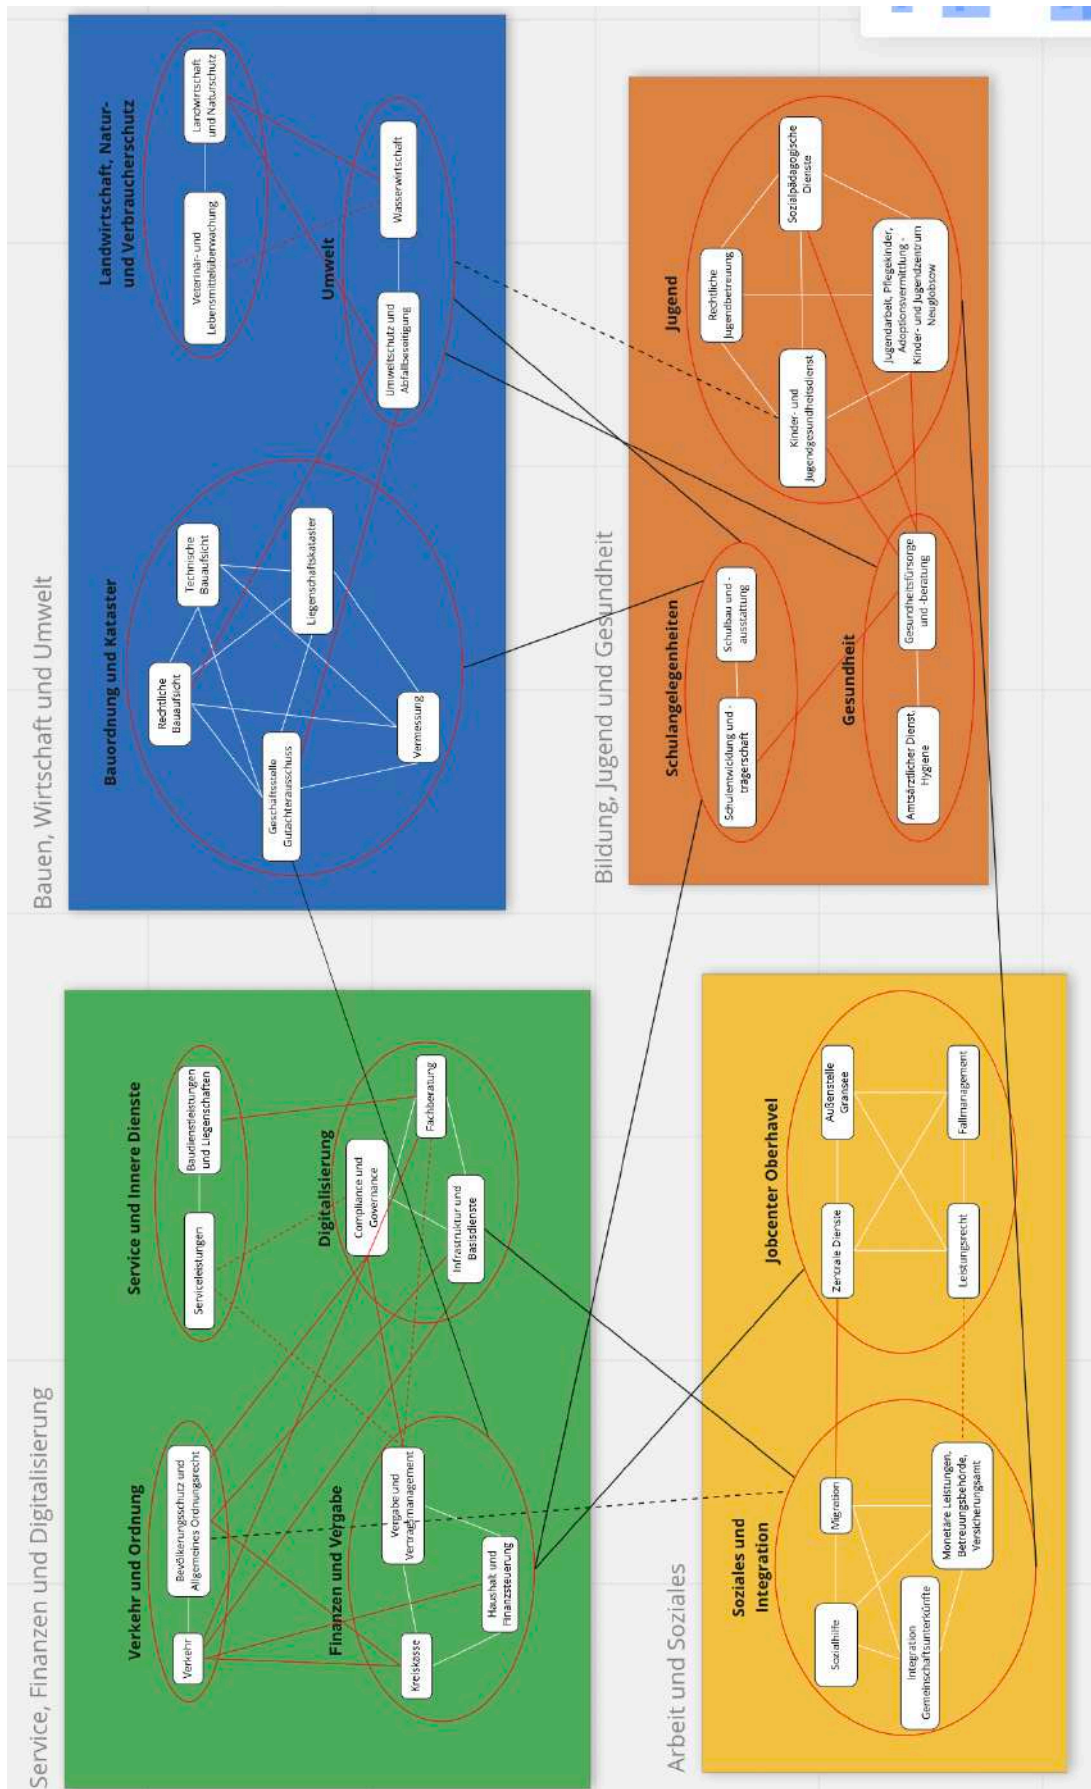 Service, Finanzen und Digitalisierung
Verkehr und Ordnung
Verkehr
Bevölkerungsschutz und
Allgemeines Ordnungsrecht
Service und Innere Dienste
Serviceleistungen
Baudienstleistungen
und Liegenschaften
Finanzen und Vergabe
Kreiskasse
Vergabe und
Vertragsmanagement
Haushalt und
Finanzsteuerung
Digitalisierung
Compliance und
Governance
Fachberatung
Infrastruktur und
Basisdienste
Bauen, Wirtschaft und Umwelt
Bauordnung und Kataster
Rechtliche
Bauaufsicht
Technische
Bauaufsicht
Geschäftsstelle
Gutachterausschuss
Liegenschaftskataster
Vermessung
Landwirtschaft, Natur-
und Verbraucherschutz
Veterinär- und
Lebensmittelüberwachung
Landwirtschaft
und Naturschutz
Umwelt
Umweltschutz und
Abfallbeseitigung
Wasserwirtschaft
Arbeit und Soziales
Soziales und
Integration
Sozialhilfe
Migration
Integration
Gemeinschaftsunterkünfte
Monetäre Leistungen,
Betreuungsbehörde,
Versicherungsamt
Jobcenter Oberhavel
Zentrale Dienste
Außenstelle
Gransee
Leistungsrecht
Fallmanagement
Bildung, Jugend und Gesundheit
Schulangelegenheiten
Schulentwicklung und -
trägerschaft
Schulbau und -
ausstattung
Gesundheit
Amtsärztlicher Dienst,
Hygiene
Gesundheitsfürsorge
und -beratung
Jugend
Rechtliche
Jugendbetreuung
Kinder- und
Jugendgesundheitsdienst
Sozialpädagogische
Dienste
Jugendarbeit, Pflegekinder,
Adoptionsvermittlung -
Kinder- und Jugendzentrum
Neuglobsow